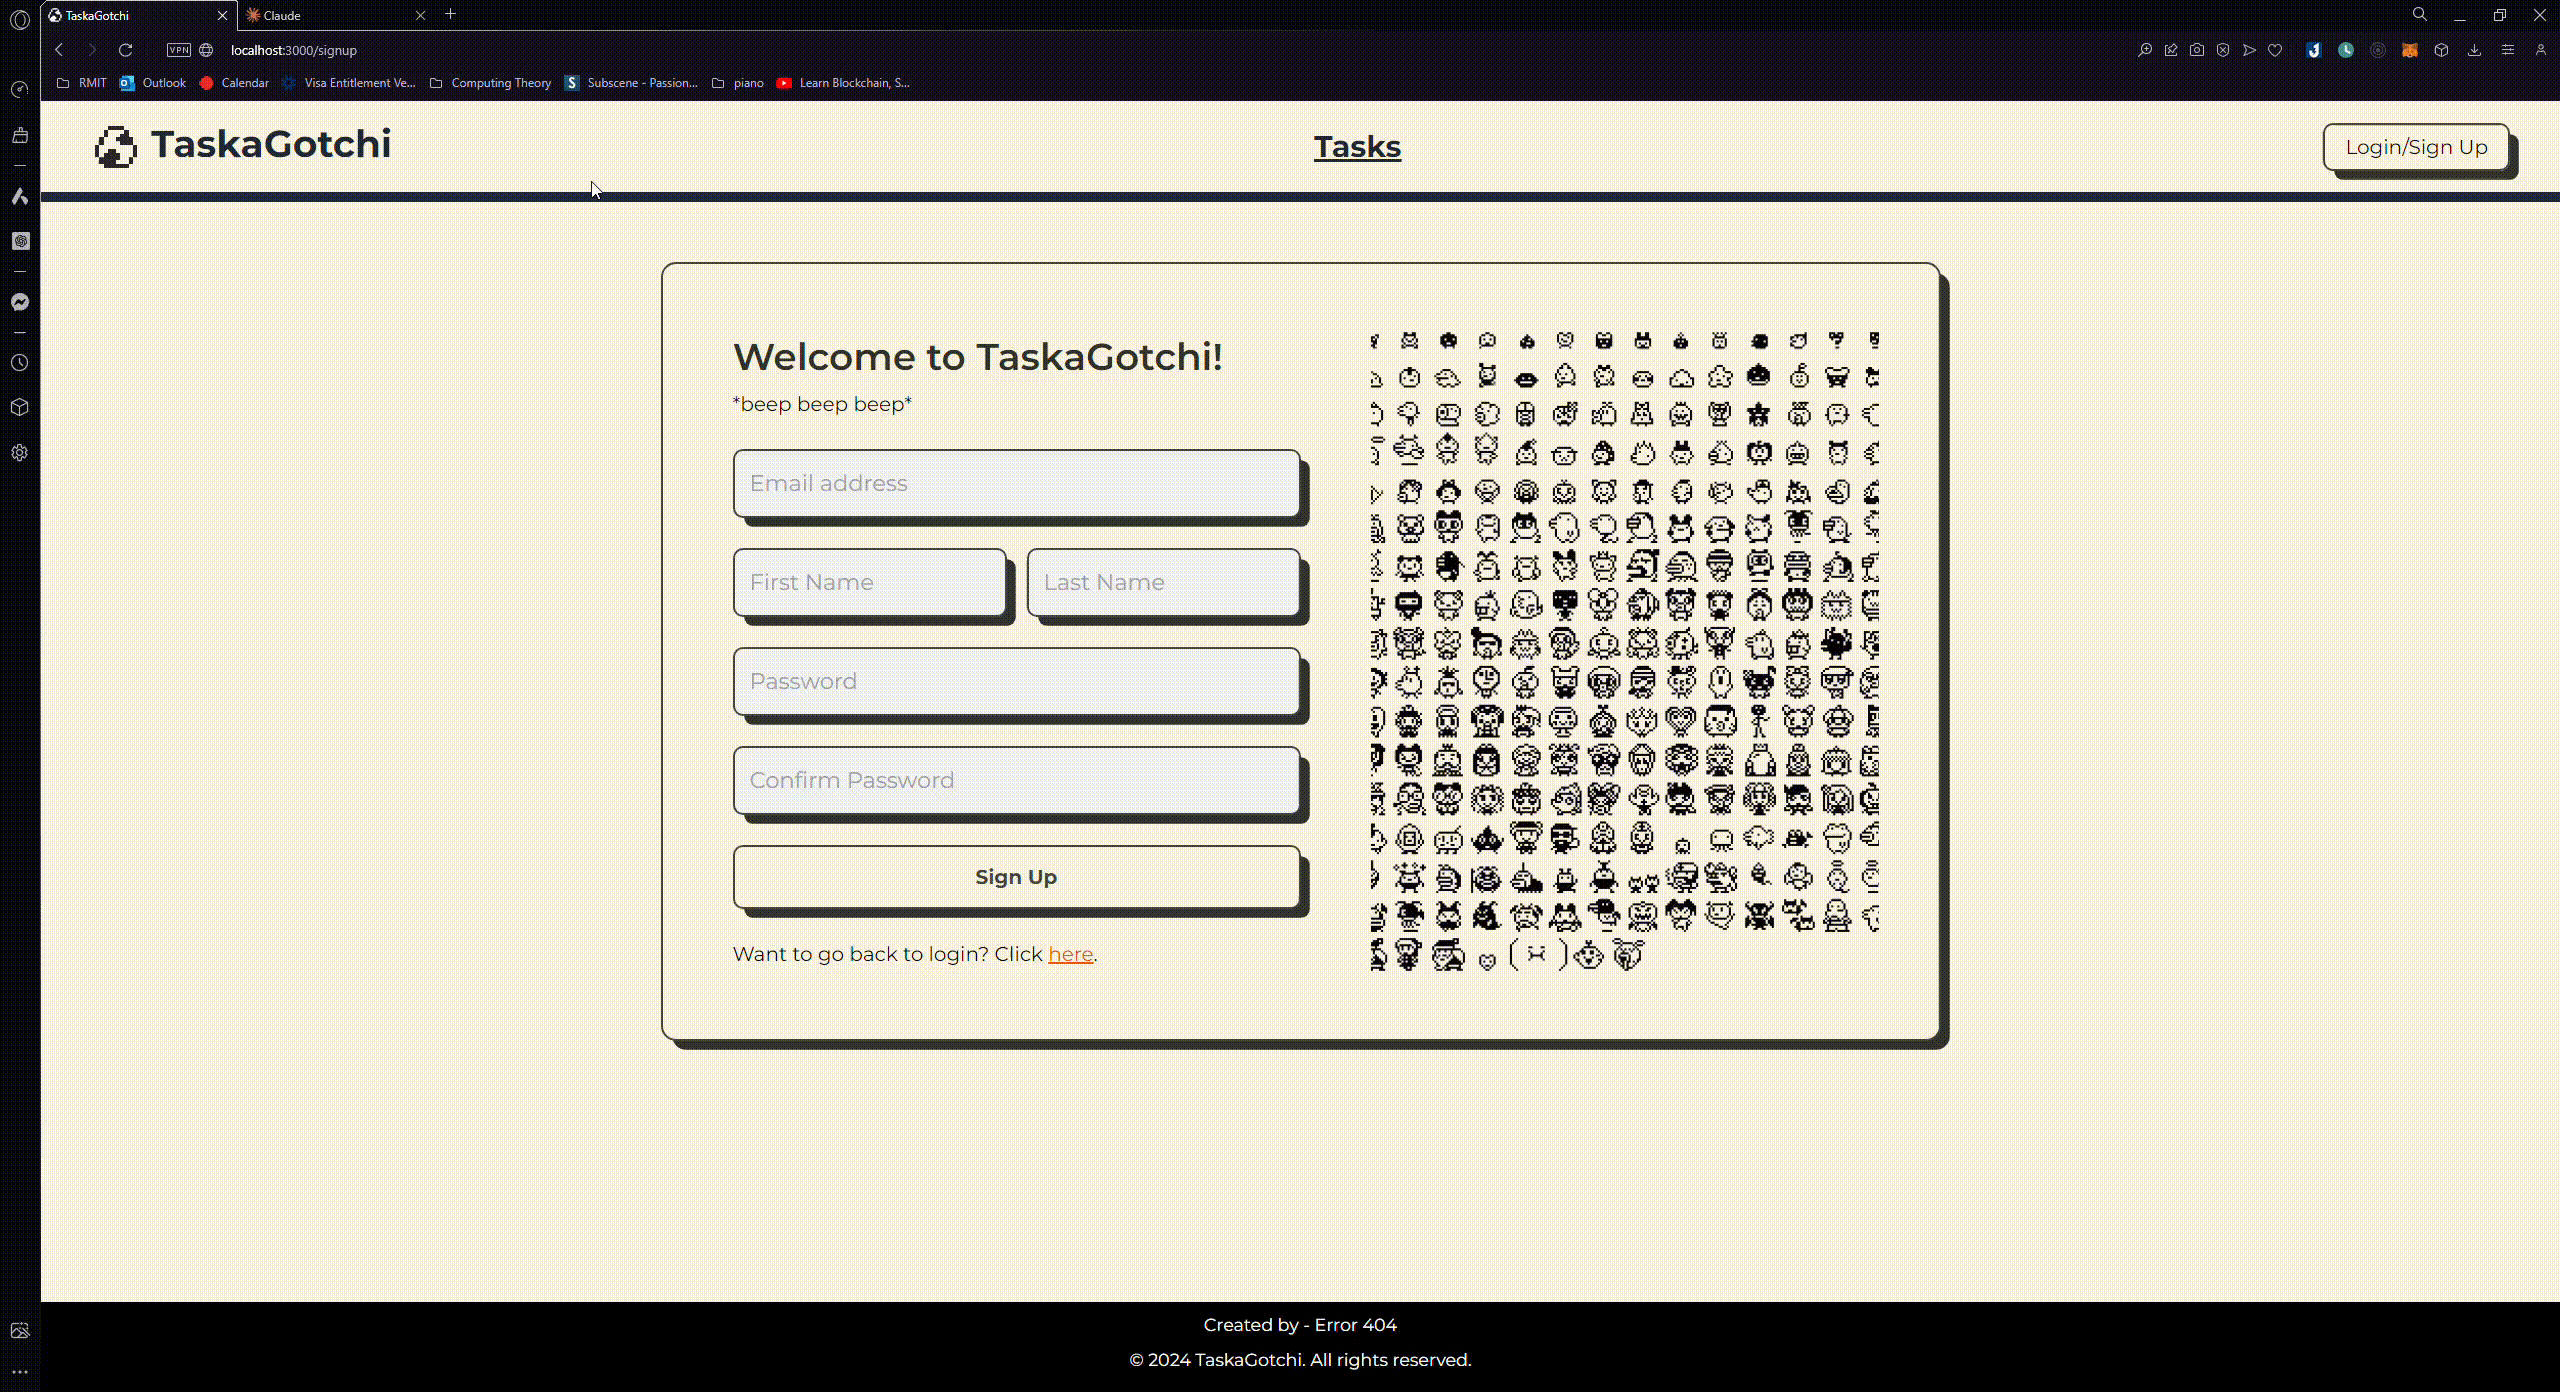 TaskaGotchi
Claude
VPN
localhost:3000/signup
RMIT
Outlook
Calendar
Visa Entitlement Ve...
Computing Theory
Subscene - Passion...
piano
Learn Blockchain, S...
TaskaGotchi
Tasks
Login/Sign Up
Welcome to TaskaGotchi!
*beep beep beep*
Email address
First Name
Last Name
Password
Confirm Password
Sign Up
Want to go back to login? Click here.
Created by - Error 404
© 2024 TaskaGotchi. All rights reserved.